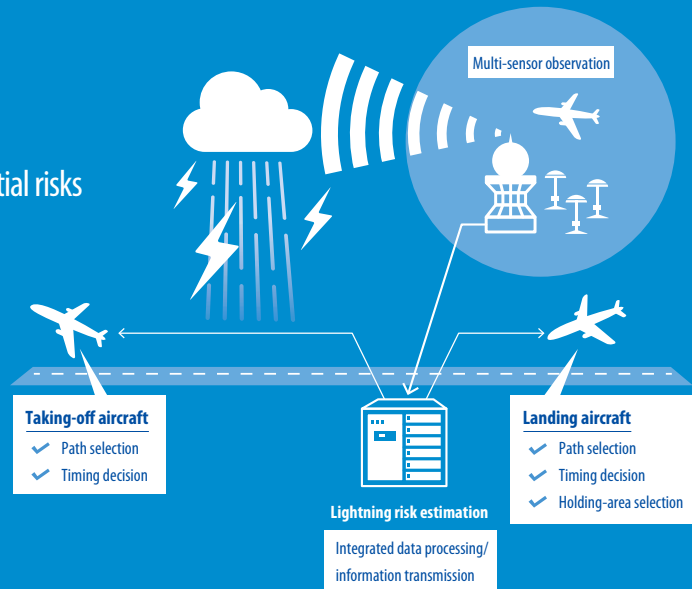 Multi-sensor observation
tial risks
Taking-off aircraft
Path selection
Timing decision
Landing aircraft
Path selection
Timing decision
Holding-area selection
Lightning risk estimation
Integrated data processing/
information transmission